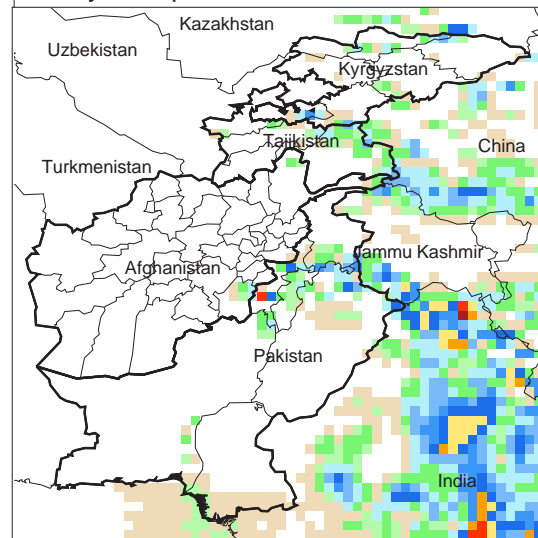 Kazakhstan
Uzbekistan
Kyrgyzstan
China
Tajikistan
Turkmenistan
Jammu Kashmir
Afghanistan
Pakistan
India